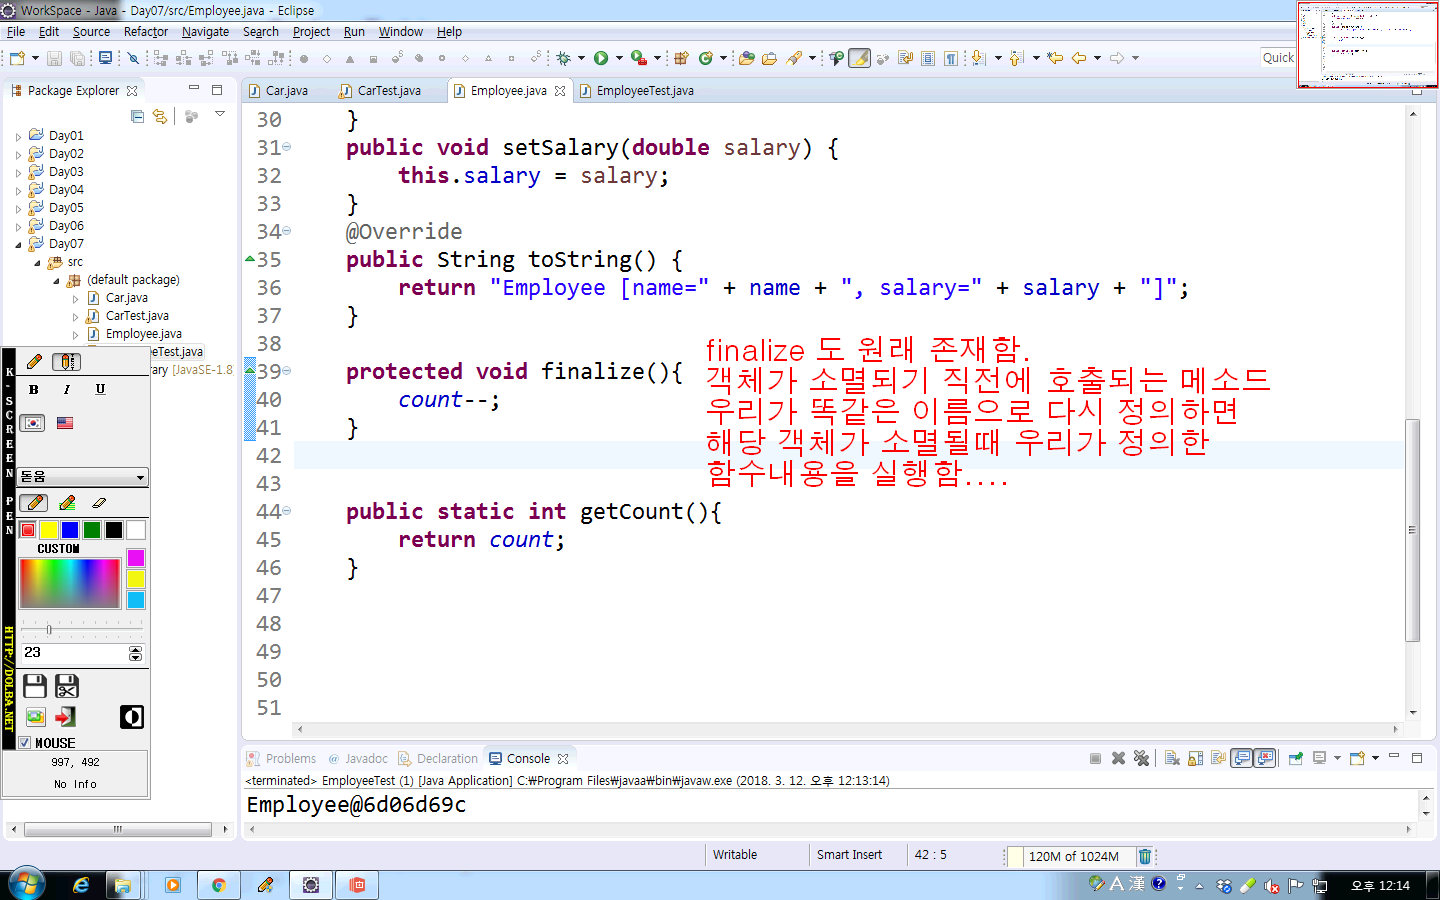 WorkSpace - Java - Day07/src/Employee.java - Eclipse
File Edit Source Refactor Navigate Search Project Run Window Help
Quick
Package Explorer
Car.java CarTest.java Employee.java EmployeeTest.java
Day01
Day02
Day03
Day04
Day05
Day06
Day07
src
(default package)
Car.java
CarTest.java
Employee.java
eTest.java
rary [JavaSE-1.8
30 }
31 public void setSalary(double salary) {
32 this.salary = salary;
33 }
34 @Override
35 public String toString() {
36 return "Employee [name=" + name + ", salary=" + salary + "]";
37 }
38
39 protected void finalize(){
40 count--;
41 }
42
43
44 public static int getCount(){
45 return count;
46 }
47
48
49
50
51
finalize 도 원래 존재함.
객체가 소멸되기 직전에 호출되는 메소드
우리가 똑같은 이름으로 다시 정의하면
해당 객체가 소멸될때 우리가 정의한
함수내용을 실행함....
K-SCREEN PEN
HTTP://DOLBA.NET
B I U
돋움
CUSTOM
23
MOUSE
997, 492
No Info
Problems Javadoc Declaration Console
<terminated> EmployeeTest (1) [Java Application] C:₩Program Files₩javaa₩bin₩javaw.exe (2018. 3. 12. 오후 12:13:14)
Employee@6d06d69c
Writable Smart Insert 42 : 5 120M of 1024M
A 漢
오후 12:14